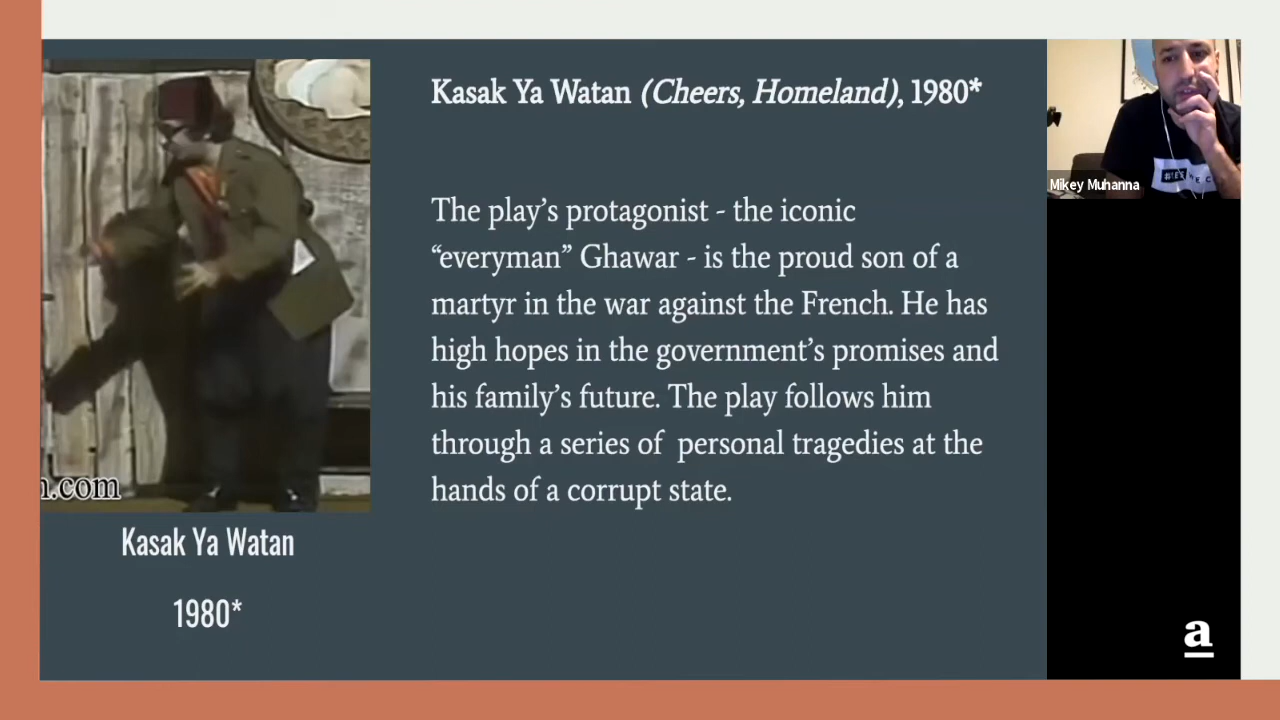 Kasak Ya Watan (Cheers, Homeland), 1980*
The play’s protagonist - the iconic
“everyman” Ghawar - is the proud son of a
martyr in the war against the French. He has
high hopes in the government’s promises and
his family’s future. The play follows him
through a series of personal tragedies at the
hands of a corrupt state.
.com
Kasak Ya Watan
1980*
Mikey Muhanna
a